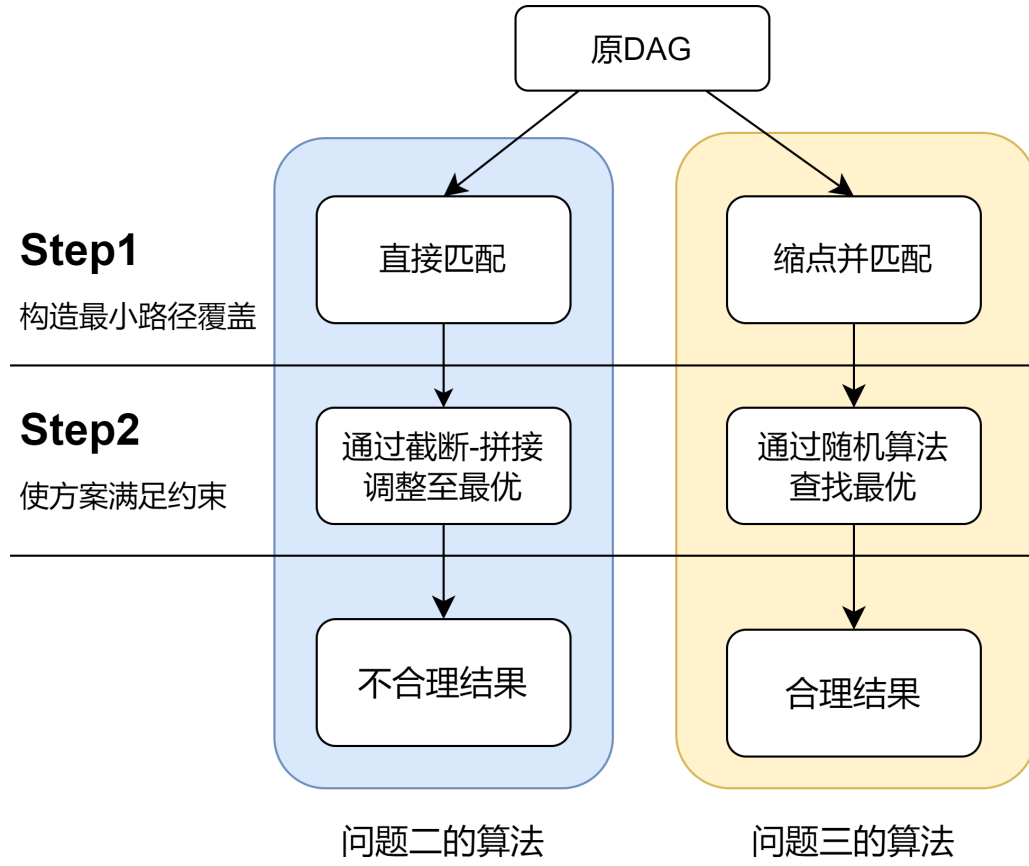 原DAG
Step1
构造最小路径覆盖
直接匹配
缩点并匹配
Step2
使方案满足约束
通过截断-拼接
调整至最优
通过随机算法
查找最优
不合理结果
合理结果
问题二的算法
问题三的算法